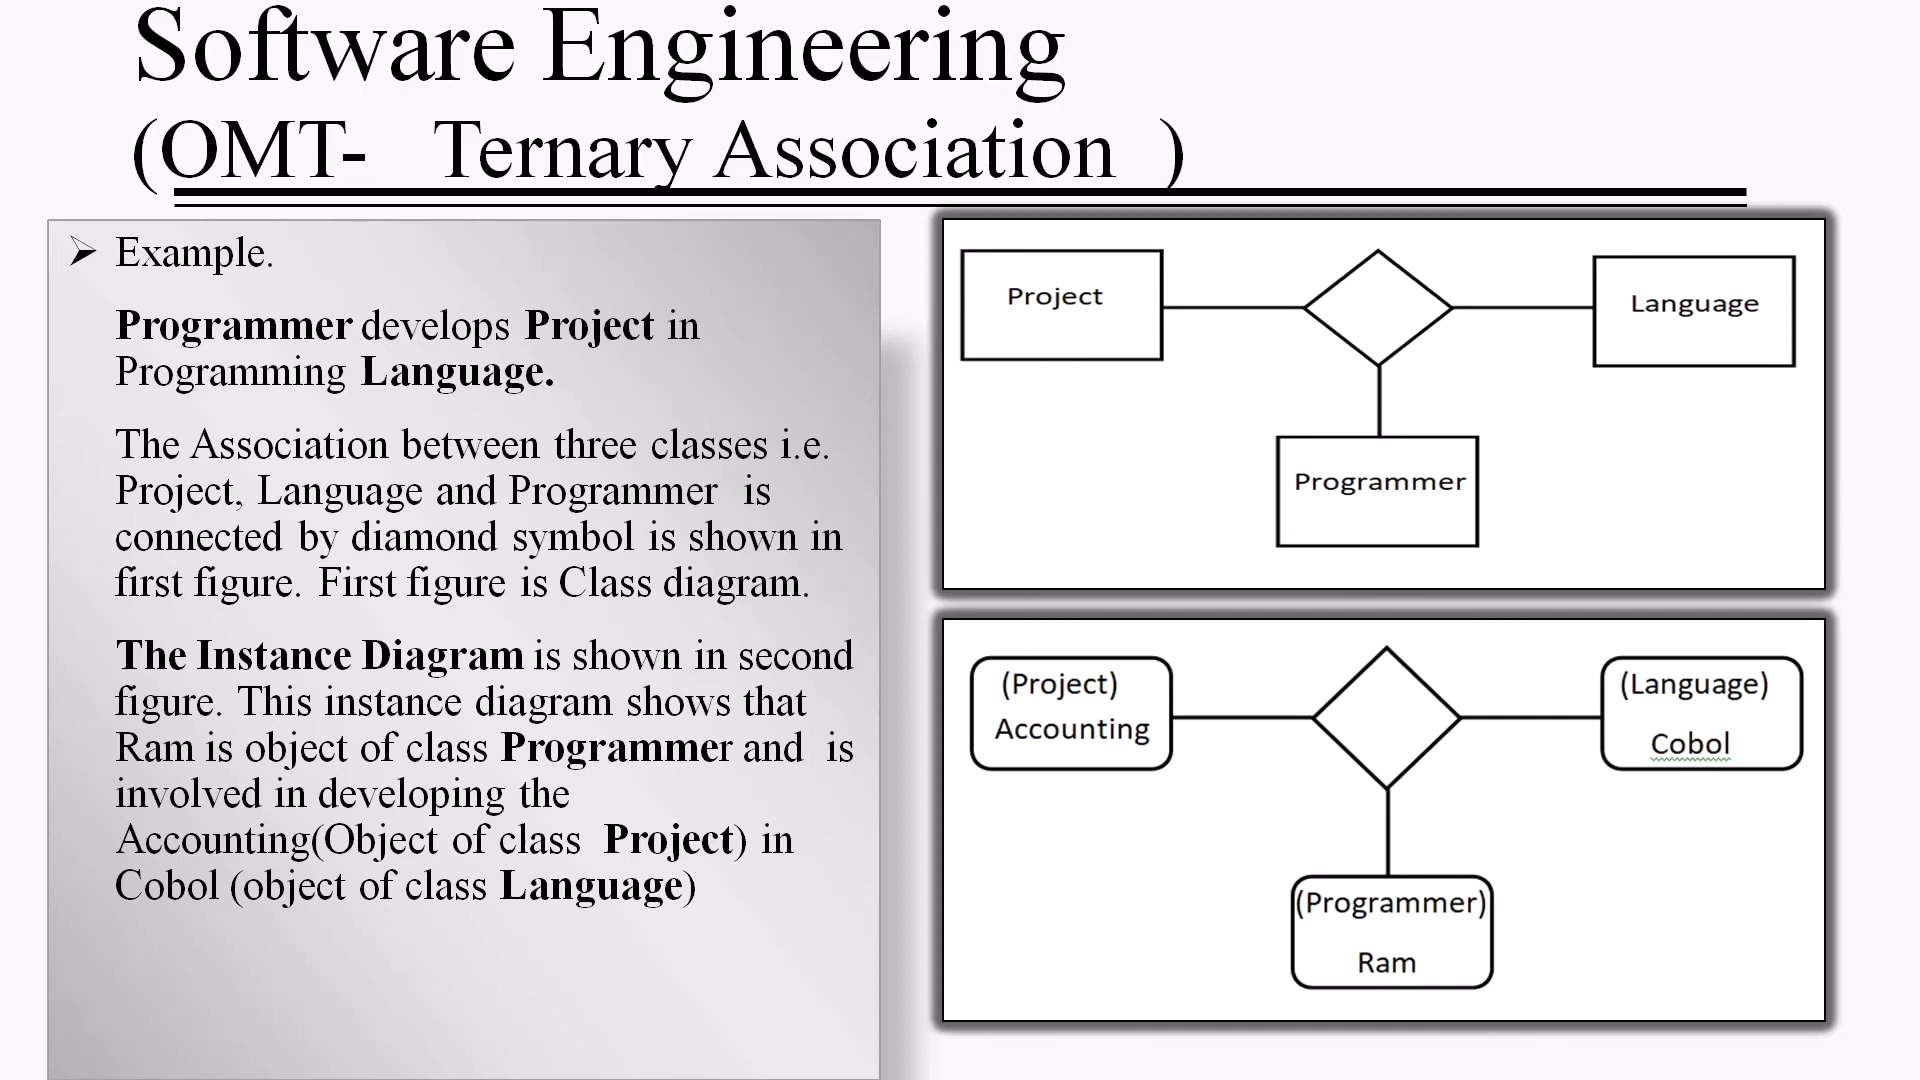 Software Engineering
(OMT- Ternary Association )
Example.
Programmer develops Project in
Programming Language.
The Association between three classes i.e.
Project, Language and Programmer is
connected by diamond symbol is shown in
first figure. First figure is Class diagram.
The Instance Diagram is shown in second
figure. This instance diagram shows that
Ram is object of class Programmer and is
involved in developing the
Accounting(Object of class Project) in
Cobol (object of class Language)
Project
Language
Programmer
(Project)
Accounting
(Language)
Cobol
(Programmer)
Ram